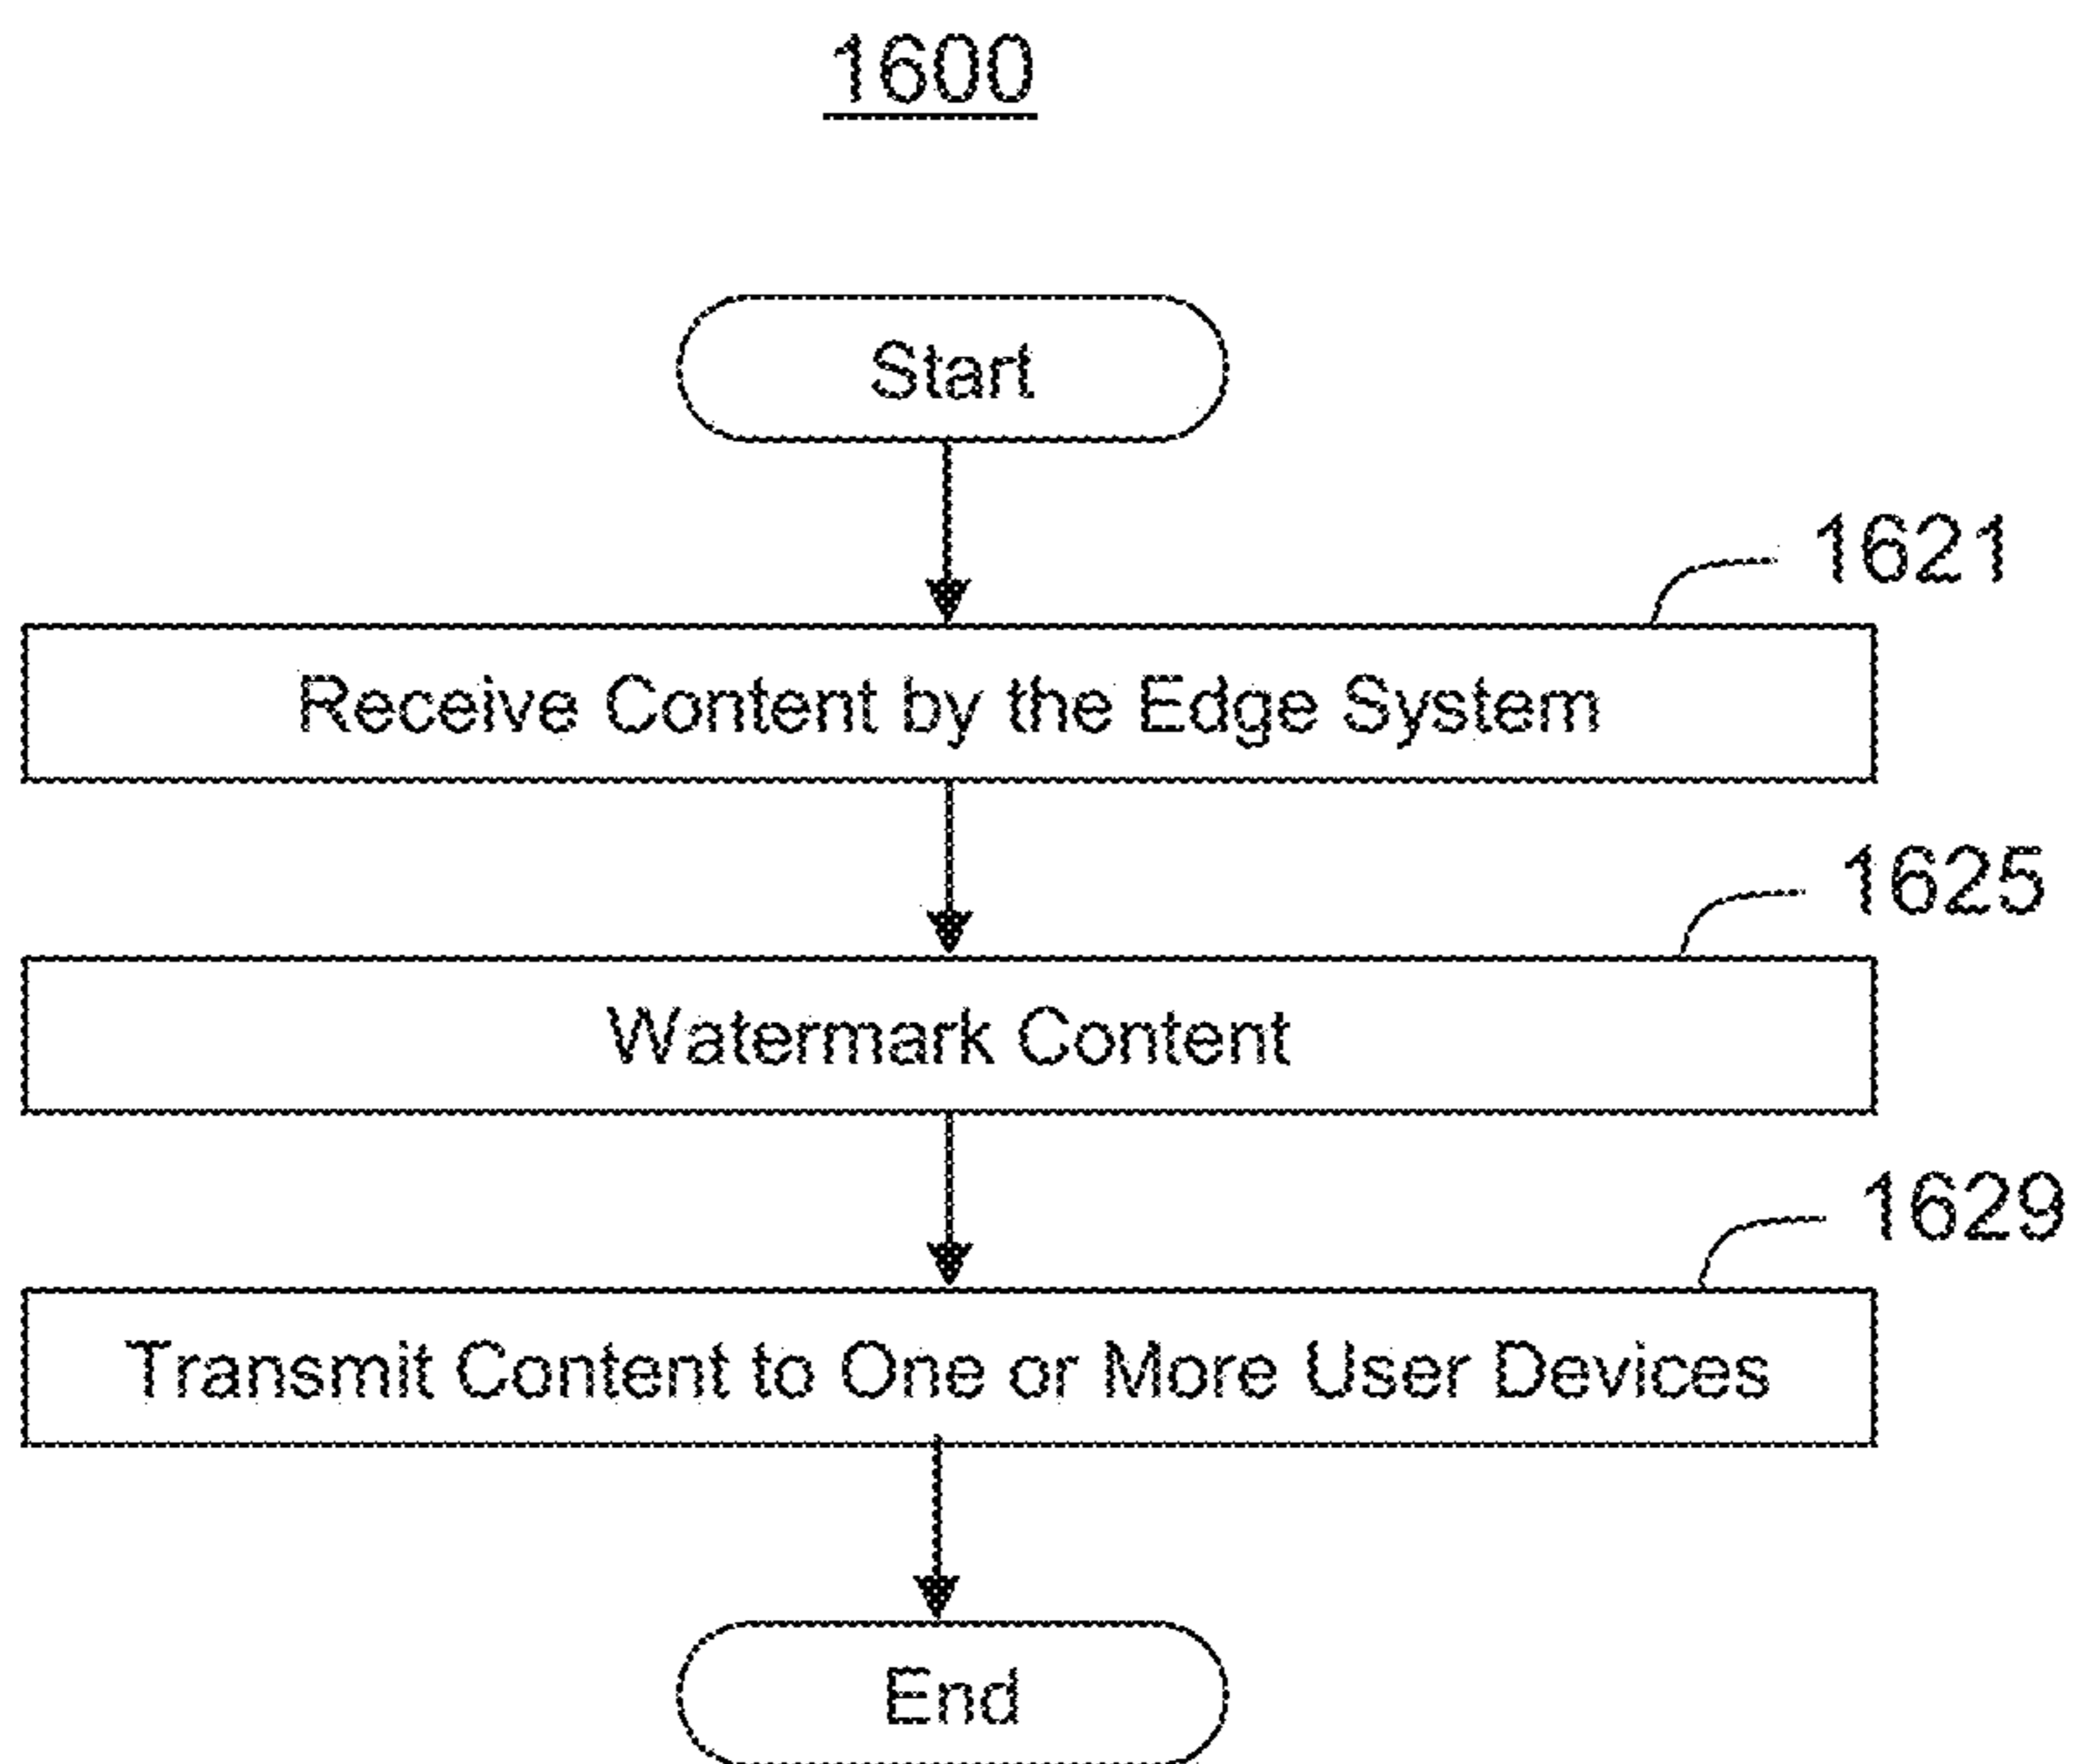 1600
Start
1621
Receive Content by the Edge System
1625
Watermark Content
1629
Transmit Content to One or More User Devices
End